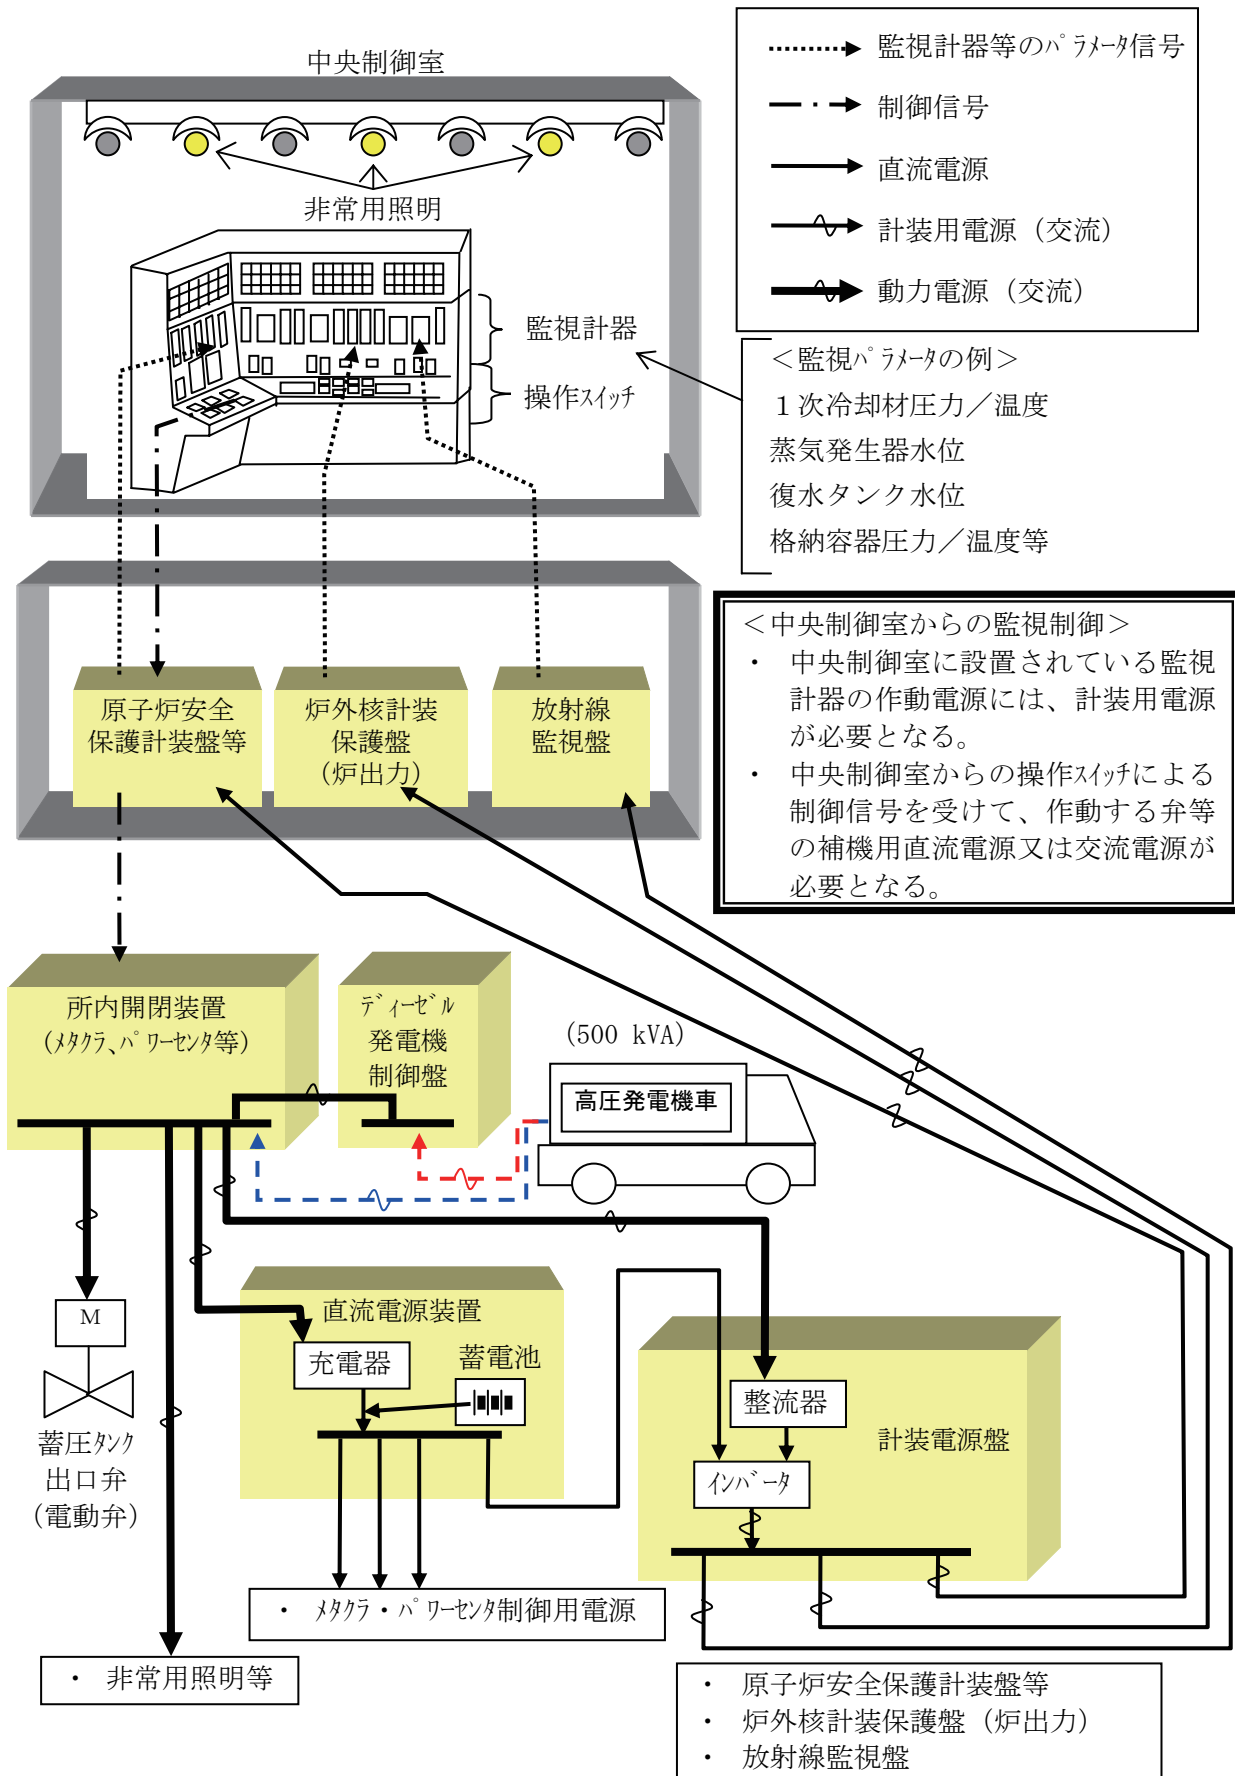 中央制御室
監視計器等のﾊﾟﾗﾒｰﾀ信号
制御信号
直流電源
計装用電源（交流）
動力電源（交流）
非常用照明
監視計器
操作ｽｲｯﾁ
＜監視ﾊﾟﾗﾒｰﾀの例＞
１次冷却材圧力／温度
蒸気発生器水位
復水タンク水位
格納容器圧力／温度等
＜中央制御室からの監視制御＞
・ 中央制御室に設置されている監視
計器の作動電源には、計装用電源
が必要となる。
・ 中央制御室からの操作ｽｲｯﾁによる
制御信号を受けて、作動する弁等
の補機用直流電源又は交流電源が
必要となる。
原子炉安全
保護計装盤等
炉外核計装
保護盤
（炉出力）
放射線
監視盤
所内開閉装置
（ﾒﾀｸﾗ､ﾊﾟﾜｰｾﾝﾀ等）
ﾃﾞｨｰｾﾞﾙ
発電機
制御盤
(500 kVA)
高圧発電機車
M
蓄圧ﾀﾝｸ
出口弁
（電動弁）
直流電源装置
充電器
蓄電池
整流器
計装電源盤
ｲﾝﾊﾞｰﾀ
・ ﾒﾀｸﾗ・ﾊﾟﾜｰｾﾝﾀ制御用電源
・ 非常用照明等
・ 原子炉安全保護計装盤等
・ 炉外核計装保護盤（炉出力）
・ 放射線監視盤